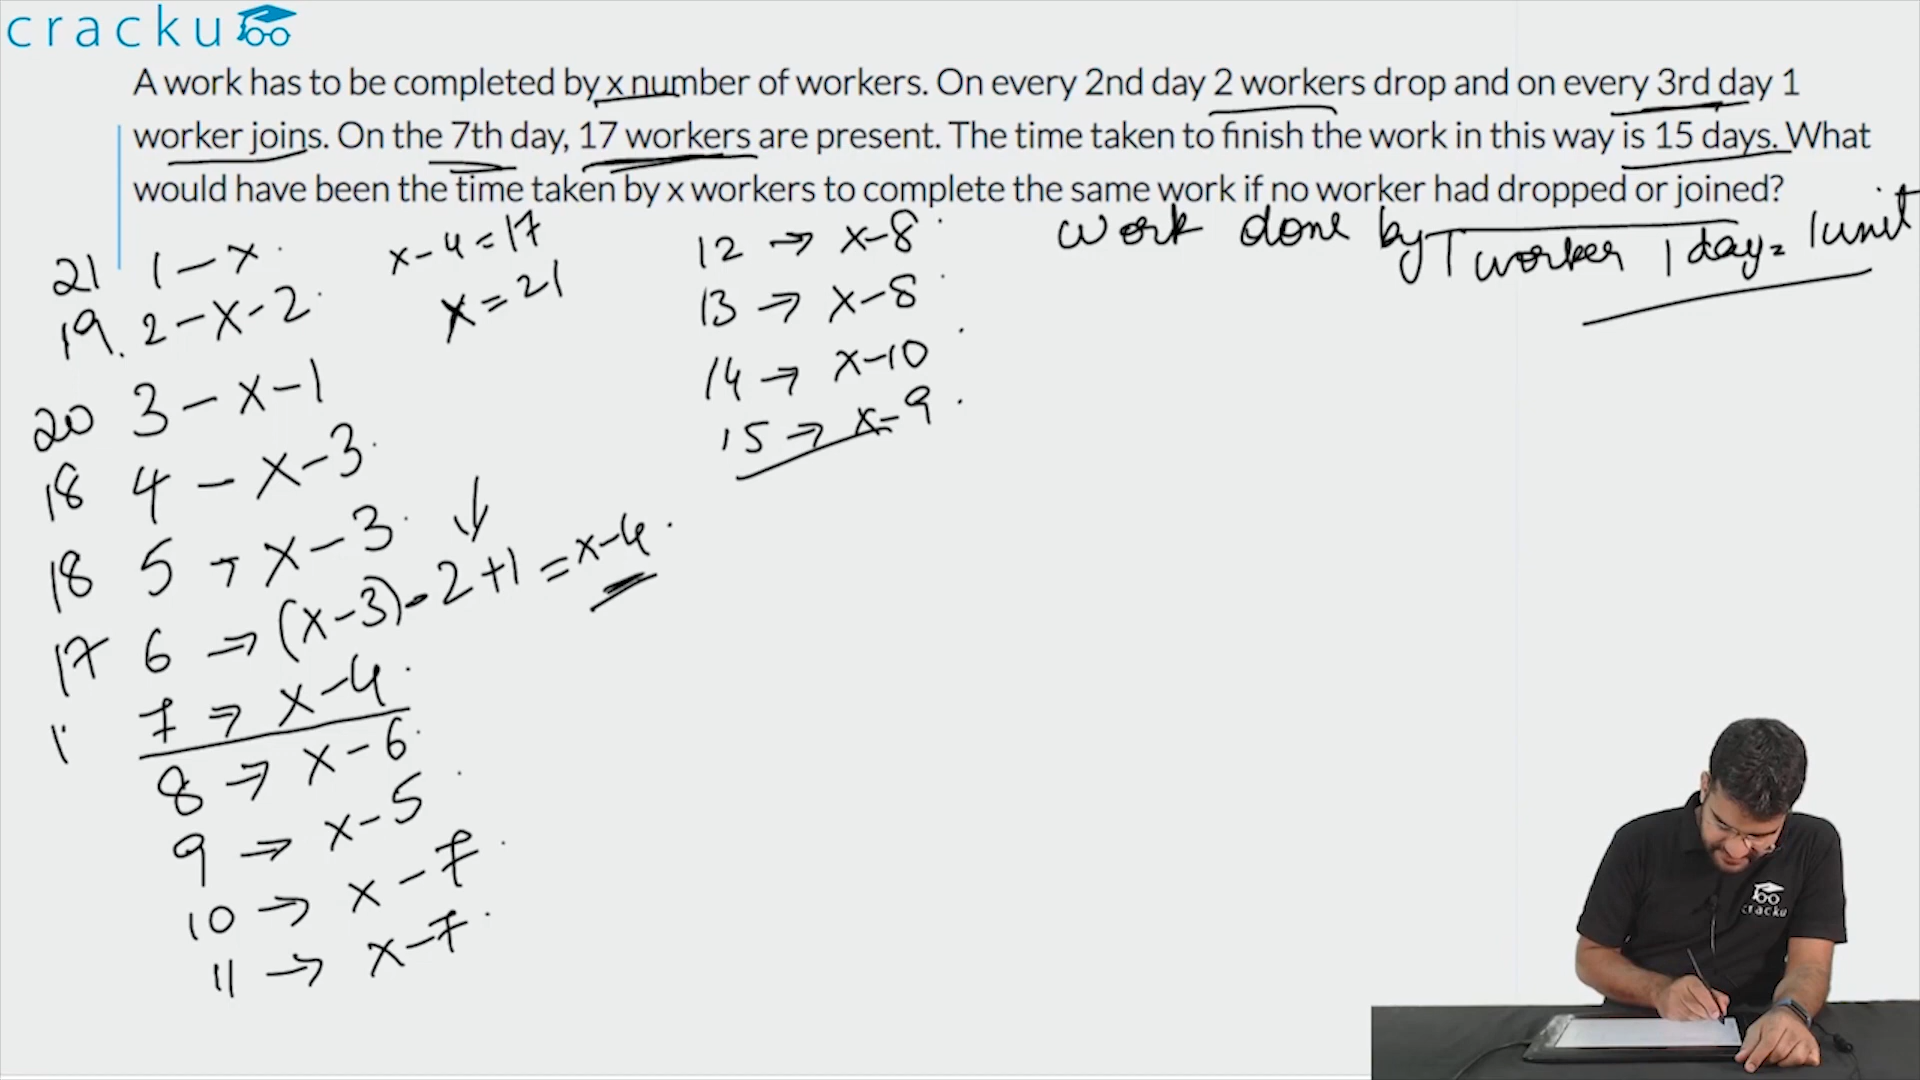 cracku
A work has to be completed by x number of workers. On every 2nd day 2 workers drop and on every 3rd day 1
worker joins. On the 7th day, 17 workers are present. The time taken to finish the work in this way is 15 days. What
would have been the time taken by x workers to complete the same work if no worker had dropped or joined?
21 1 - x
19. 2 - x - 2
20 3 - x - 1
18 4 - x - 3
18 5 → x - 3
17 6 → (x-3) - 2 + 1 = x - 4
1 7 → x - 4
8 → x - 6
9 → x - 5
10 → x - 7
11 → x - 7
x - 4 = 17
x = 21
12 → x - 8
13 → x - 8
14 → x - 10
15 → x - 9
Work done by 1 worker 1 day = 1 unit
cracku